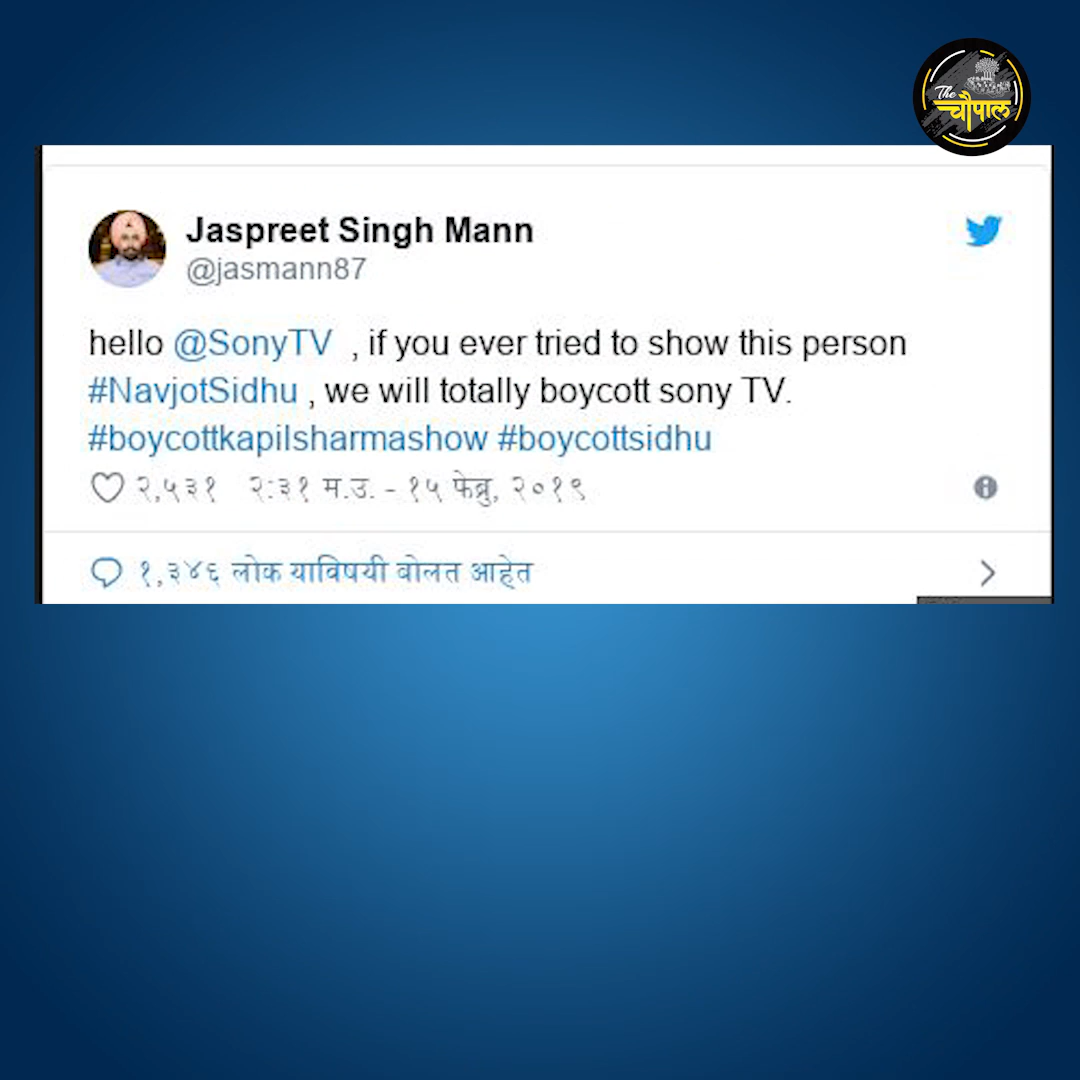 The
चौपाल
Jaspreet Singh Mann
@jasmann87
hello @SonyTV , if you ever tried to show this person
#NavjotSidhu , we will totally boycott sony TV.
#boycottkapilsharmashow #boycottsidhu
२,५३१ २:३१ म.उ. - १५ फेब्रु, २०१९
१,३४६ लोक याविषयी बोलत आहेत